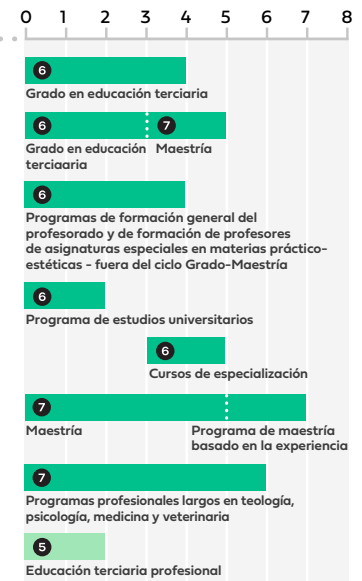 0 1 2 3 4 5 6 7 8
6
Grado en educación terciaria
6 7
Grado en educación Maestría
terciaaria
6
Programas de formación general del
profesorado y de formación de profesores
de asignaturas especiales en materias práctico-
estéticas - fuera del ciclo Grado-Maestría
6
Programa de estudios universitarios
6
Cursos de especialización
7
Maestría Programa de maestría
basado en la experiencia
7
Programas profesionales largos en teología,
psicología, medicina y veterinaria
5
Educación terciaria profesional